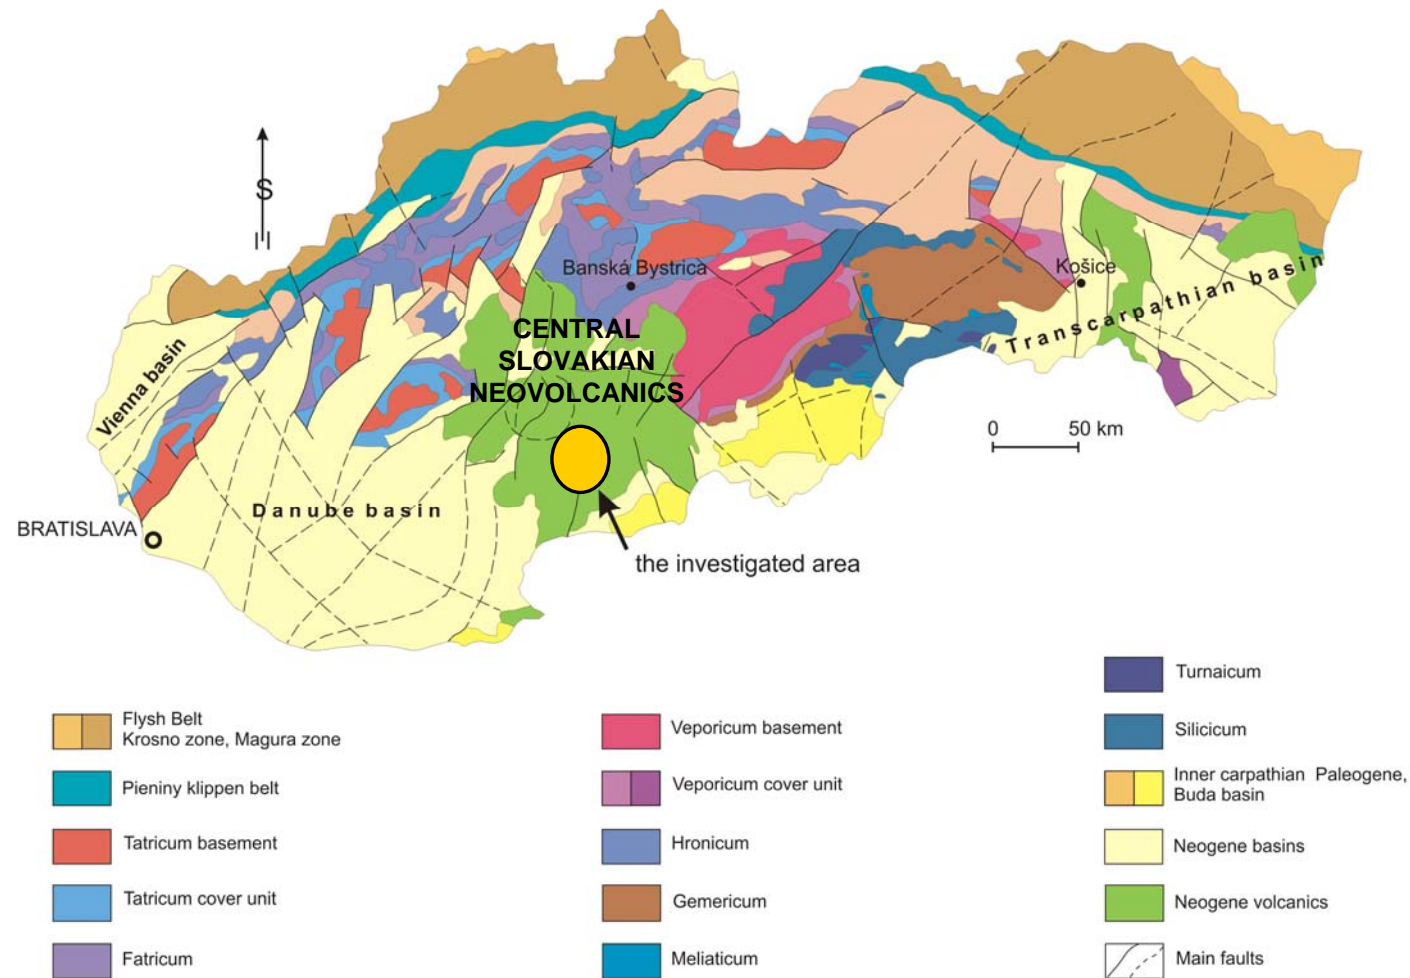 S
Banská Bystrica
Košice
Transcarpathian basin
CENTRAL
SLOVAKIAN
NEOVOLCANICS
Vienna basin
0 50 km
Danube basin
BRATISLAVA
the investigated area
Flysh Belt
Krosno zone, Magura zone
Pieniny klippen belt
Tatricum basement
Tatricum cover unit
Fatricum
Veporicum basement
Veporicum cover unit
Hronicum
Gemericum
Meliaticum
Turnaicum
Silicicum
Inner carpathian Paleogene,
Buda basin
Neogene basins
Neogene volcanics
Main faults